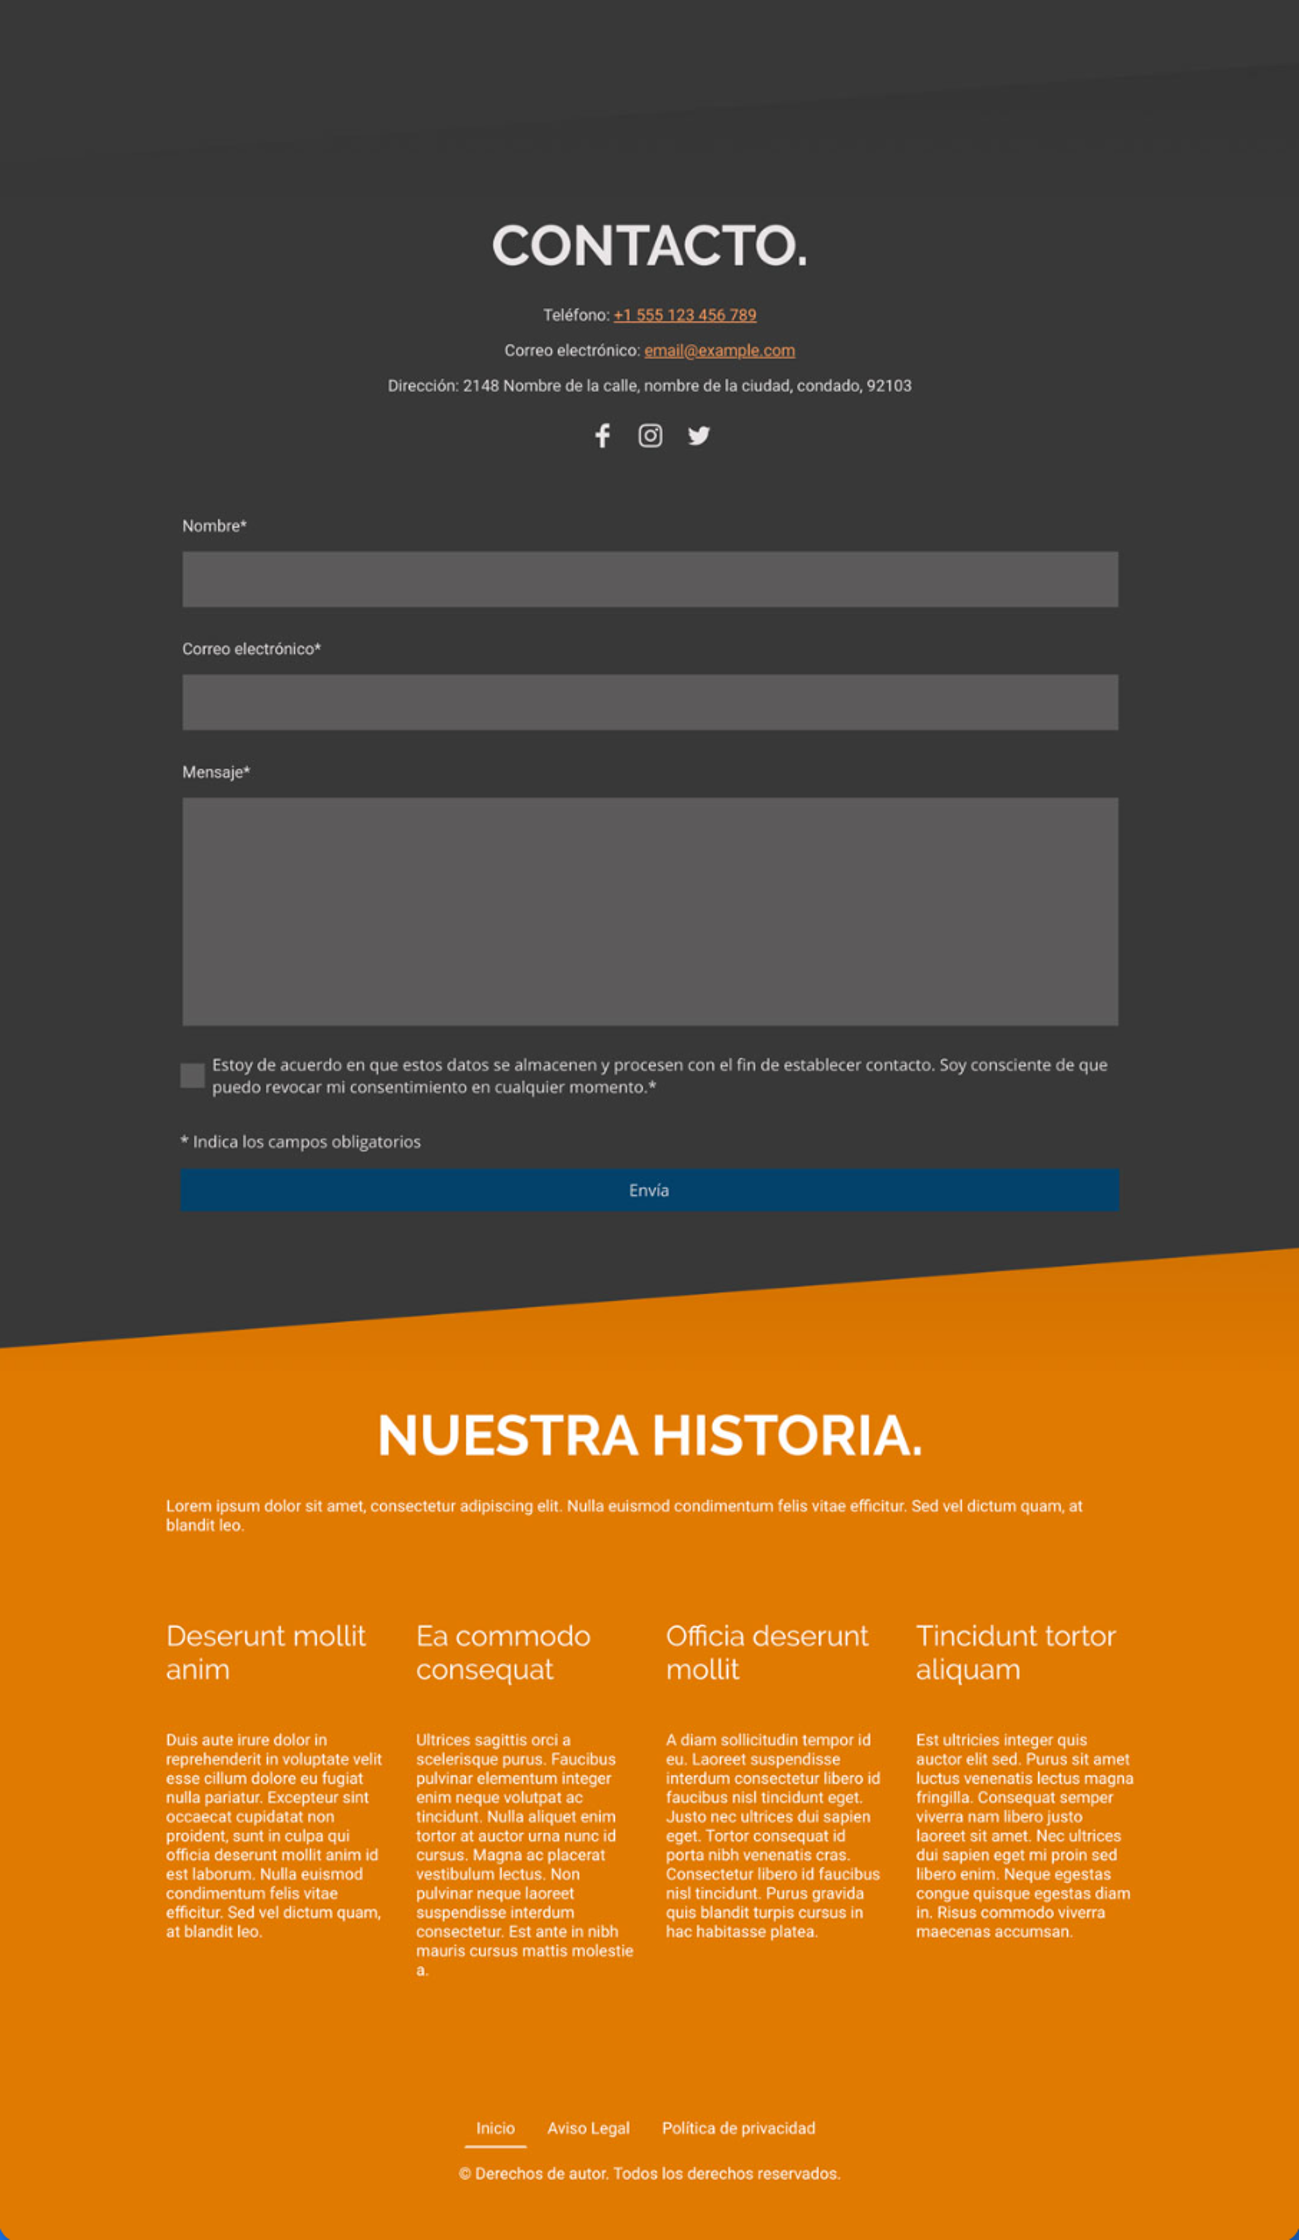 CONTACTO.
Teléfono: +1 555 123 456 789
Correo electrónico: email@example.com
Dirección: 2148 Nombre de la calle, nombre de la ciudad, condado, 92103
Nombre*
Correo electrónico*
Mensaje*
Estoy de acuerdo en que estos datos se almacenen y procesen con el fin de establecer contacto. Soy consciente de que
puedo revocar mi consentimiento en cualquier momento.*
* Indica los campos obligatorios
Envía
NUESTRA HISTORIA.
Lorem ipsum dolor sit amet, consectetur adipiscing elit. Nulla euismod condimentum felis vitae efficitur. Sed vel dictum quam, at
blandit leo.
Deserunt mollit
anim
Duis aute irure dolor in
reprehenderit in voluptate velit
esse cillum dolore eu fugiat
nulla pariatur. Excepteur sint
occaecat cupidatat non
proident, sunt in culpa qui
officia deserunt mollit anim id
est laborum. Nulla euismod
condimentum felis vitae
efficitur. Sed vel dictum quam,
at blandit leo.
Ea commodo
consequat
Ultrices sagittis orci a
scelerisque purus. Faucibus
pulvinar elementum integer
enim neque volutpat ac
tincidunt. Nulla aliquet enim
tortor at auctor urna nunc id
cursus. Magna ac placerat
vestibulum lectus. Non
pulvinar neque laoreet
suspendisse interdum
consectetur. Est ante in nibh
mauris cursus mattis molestie
a.
Officia deserunt
mollit
A diam sollicitudin tempor id
eu. Laoreet suspendisse
interdum consectetur libero id
faucibus nisl tincidunt eget.
Justo nec ultrices dui sapien
eget. Tortor consequat id
porta nibh venenatis cras.
Consectetur libero id faucibus
nisl tincidunt. Purus gravida
quis blandit turpis cursus in
hac habitasse platea.
Tincidunt tortor
aliquam
Est ultricies integer quis
auctor elit sed. Purus sit amet
luctus venenatis lectus magna
fringilla. Consequat semper
viverra nam libero justo
laoreet sit amet. Nec ultrices
dui sapien eget mi proin sed
libero enim. Neque egestas
congue quisque egestas diam
in. Risus commodo viverra
maecenas accumsan.
Inicio Aviso Legal Política de privacidad
© Derechos de autor. Todos los derechos reservados.